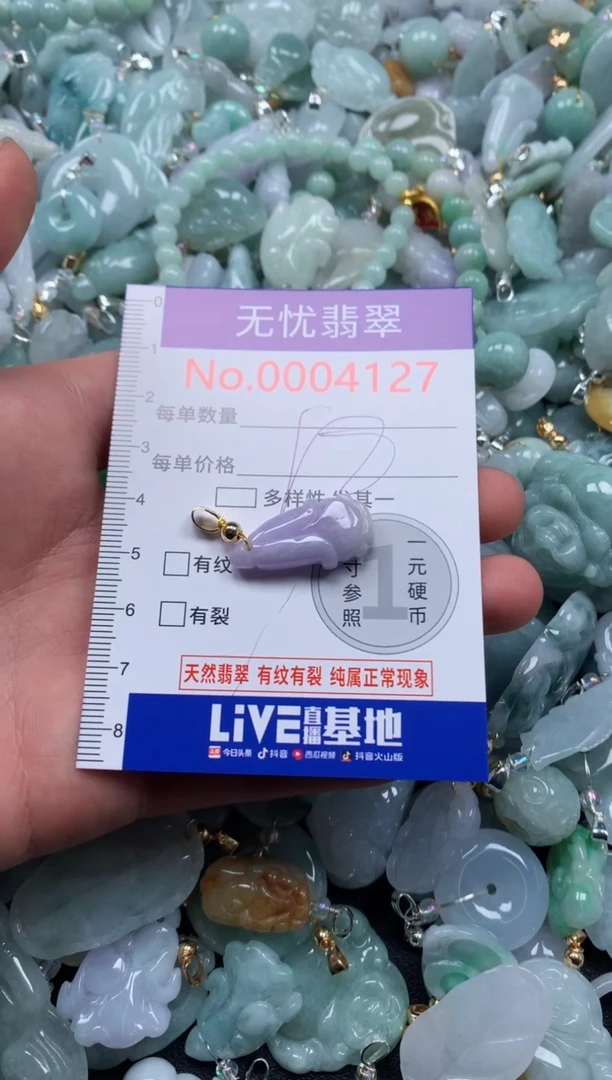 0
无忧翡翠
1
No.0004127
2
每单数量
3
每单价格
4
多样性
其一
5
有纹
一元硬币
寸参照
1
6
有裂
7
天然翡翠 有纹有裂 纯属正常现象
8
LiVE直播基地
今日头条 抖音 西瓜视频 抖音火山版